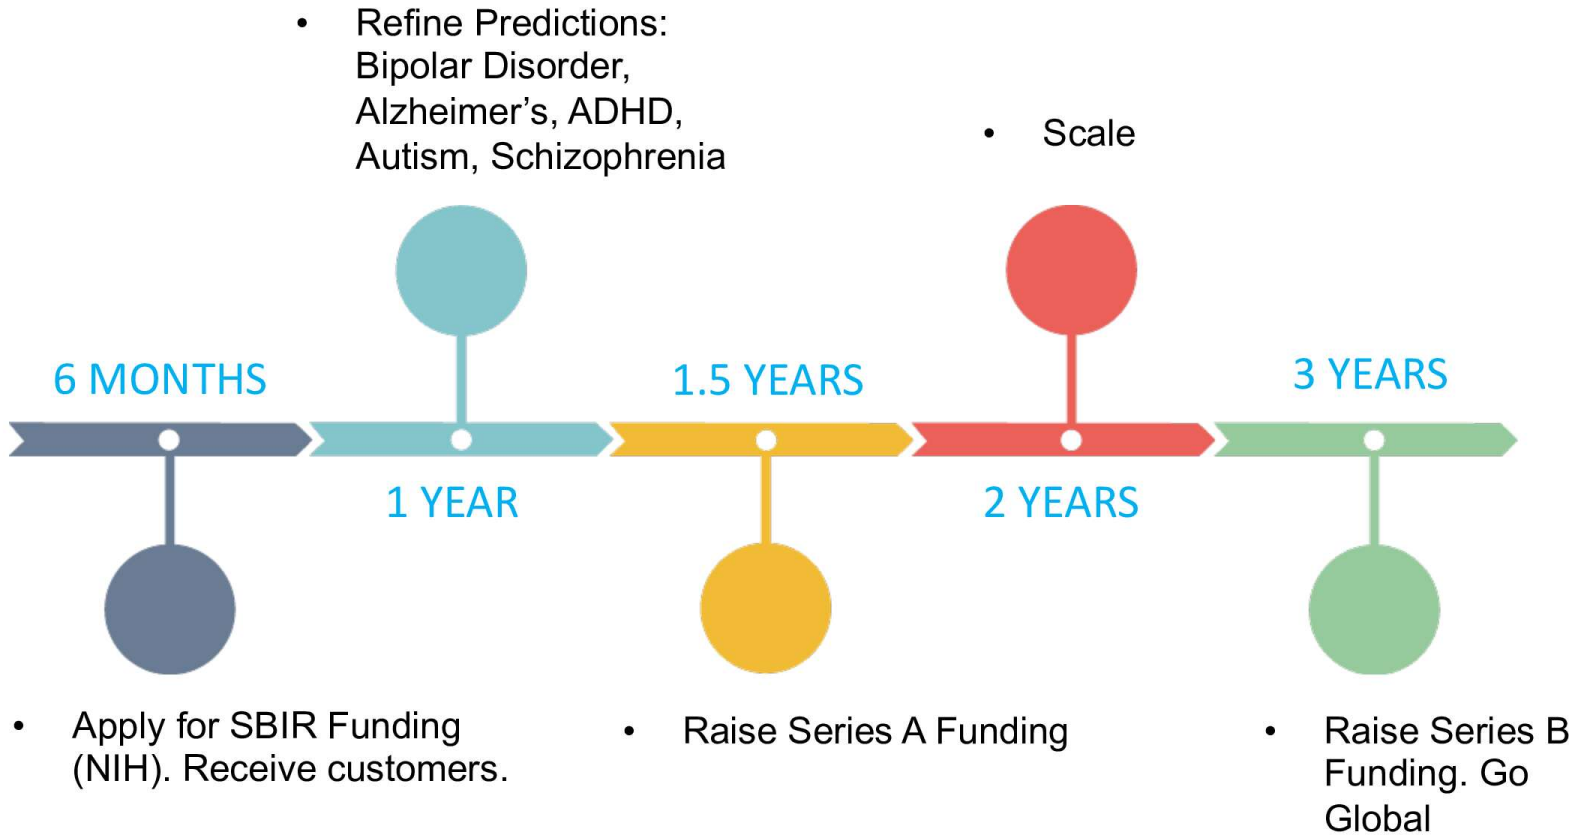 • Refine Predictions:
Bipolar Disorder,
Alzheimer’s, ADHD,
Autism, Schizophrenia
• Scale
6 MONTHS
1.5 YEARS
3 YEARS
1 YEAR
2 YEARS
• Apply for SBIR Funding
(NIH). Receive customers.
• Raise Series A Funding
• Raise Series B
Funding. Go
Global